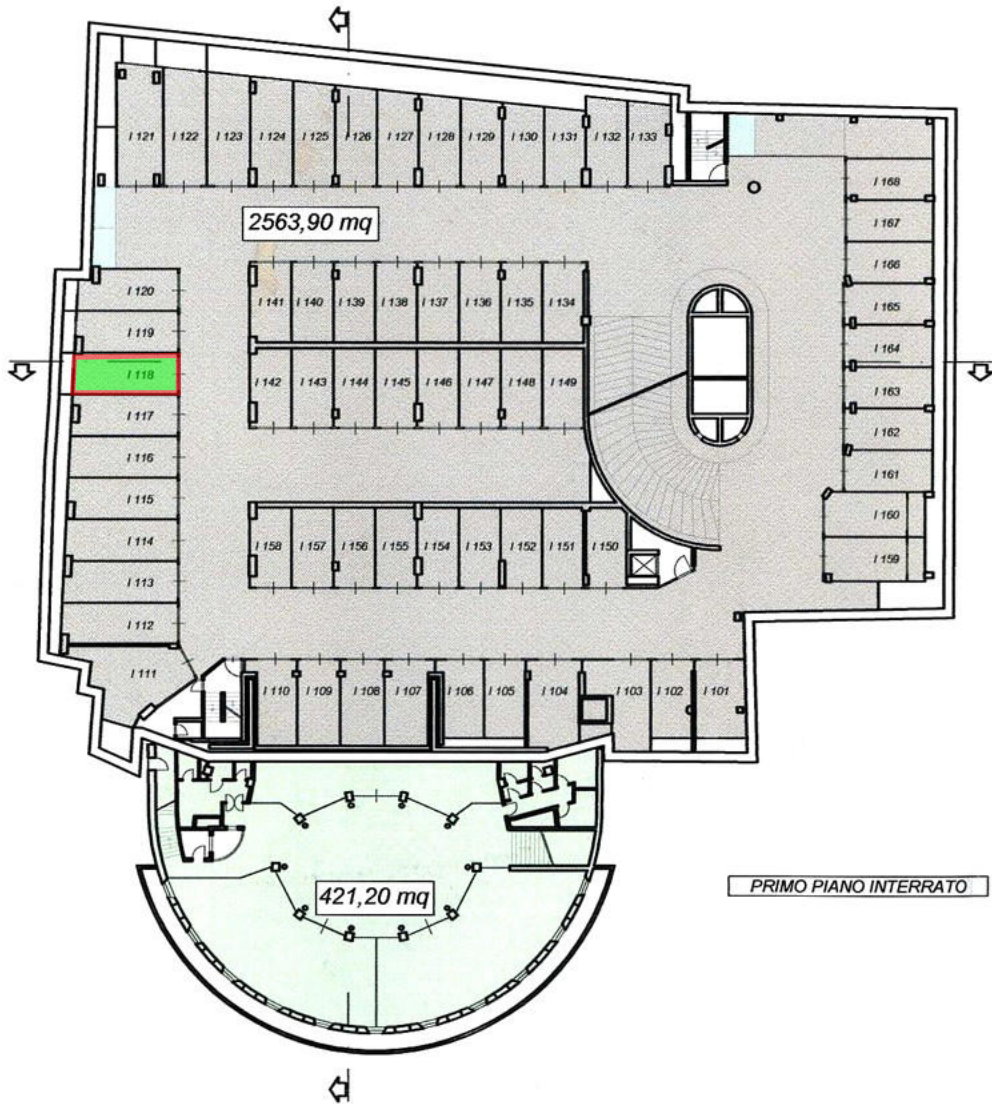 I 121 I 122 I 123 I 124 I 125 I 126 I 127 I 128 I 129 I 130 I 131 I 132 I 133
I 168
2563,90 mq
I 167
I 166
I 120
I 141 I 140 I 139 I 138 I 137 I 136 I 135 I 134
I 165
I 119
I 164
I 118
I 142 I 143 I 144 I 145 I 146 I 147 I 148 I 149
I 163
I 117
I 162
I 116
I 161
I 115
I 160
I 114
I 158 I 157 I 156 I 155 I 154 I 153 I 152 I 151 I 150
I 159
I 113
I 112
I 111
I 110 I 109 I 108 I 107 I 106 I 105 I 104 I 103 I 102 I 101
421,20 mq
PRIMO PIANO INTERRATO